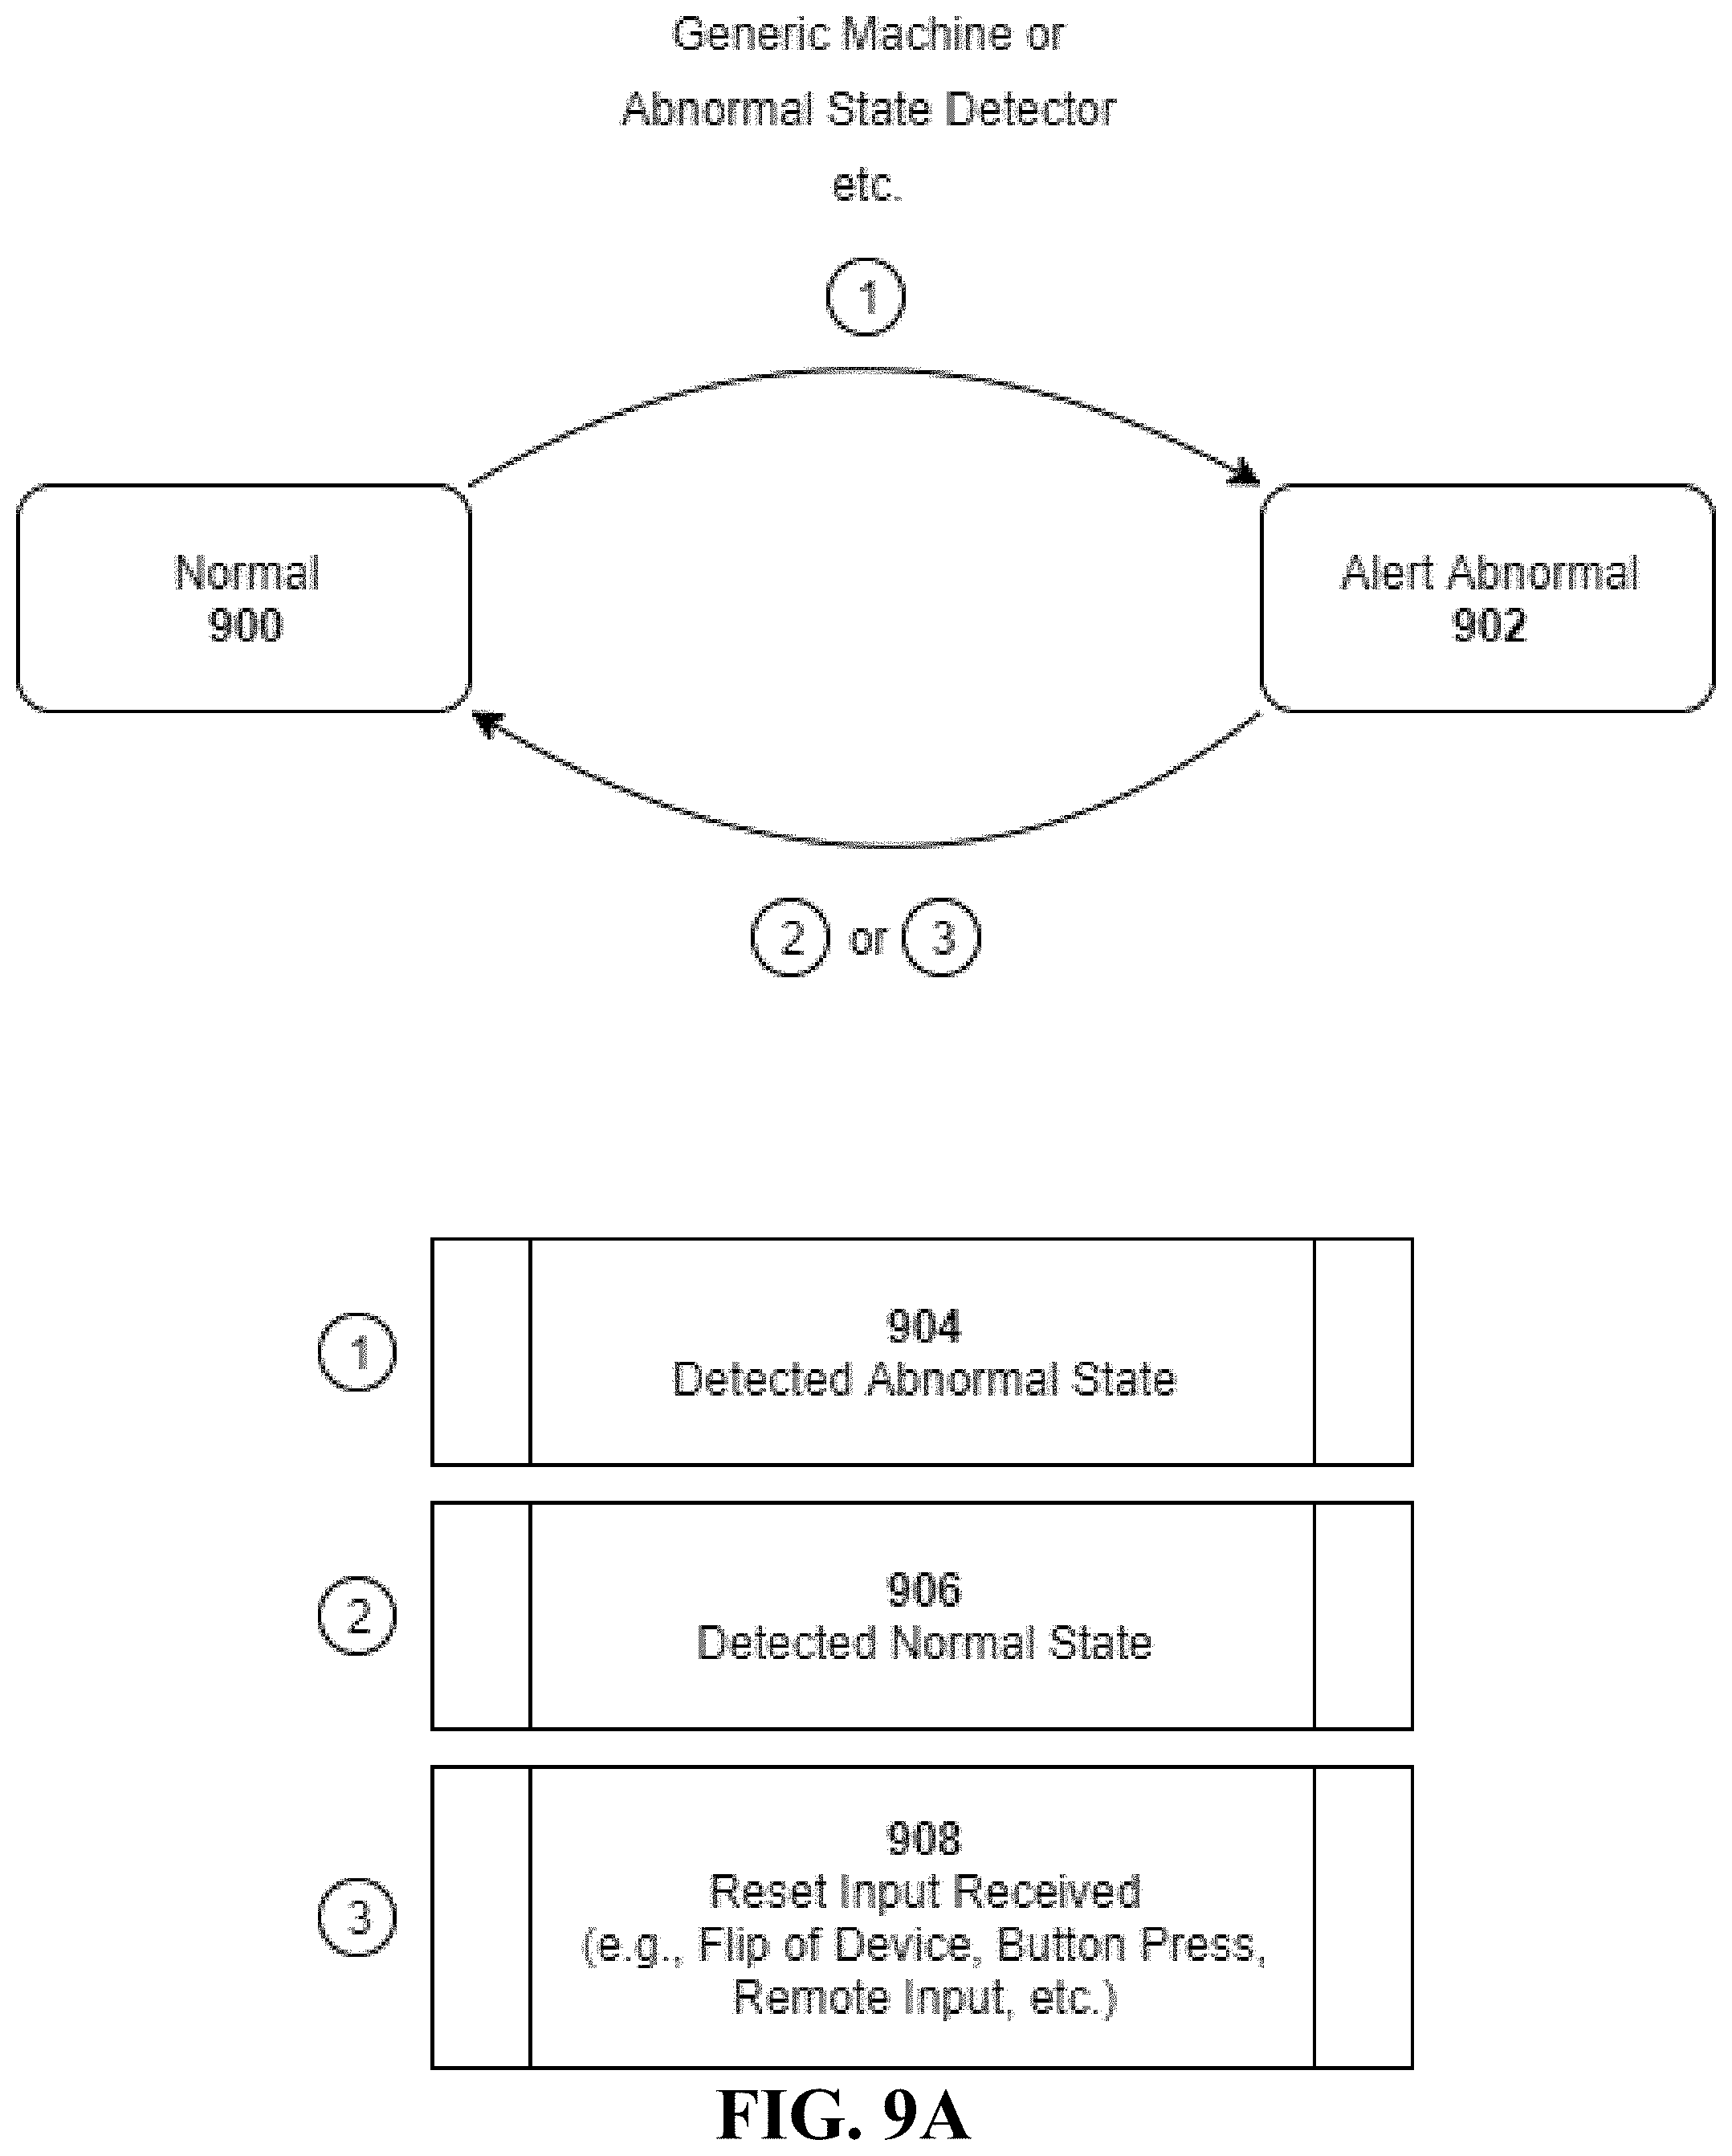 Generic Machine or
Abnormal State Detector
etc.
1
Normal
900
Alert Abnormal
902
2 or 3
1
904
Detected Abnormal State
2
906
Detected Normal State
3
908
Reset Input Received
(e.g., Flip of Device, Button Press,
Remote Input, etc.)
FIG. 9A